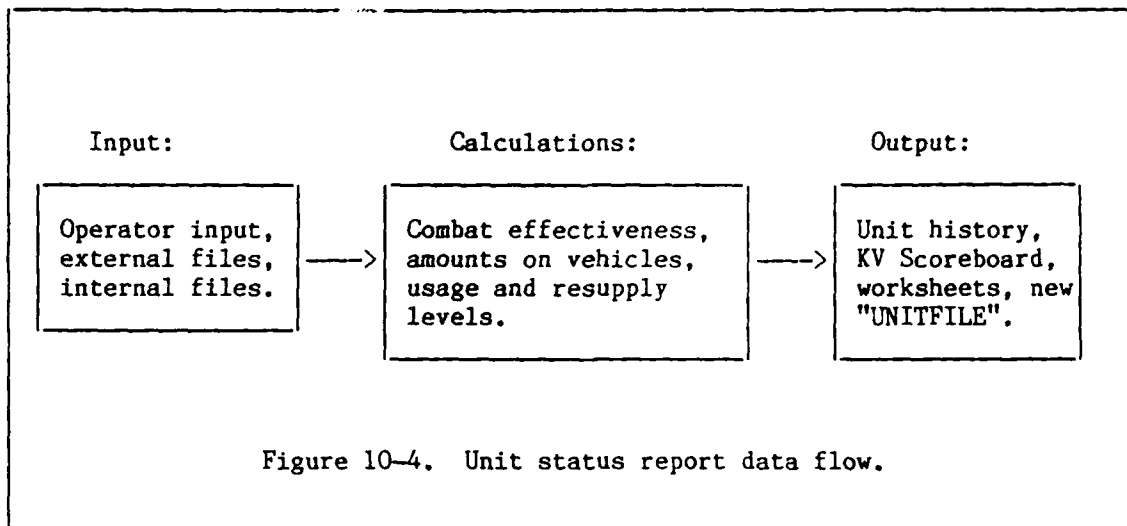 Input:
Operator input,
external files,
internal files.
Calculations:
Combat effectiveness,
amounts on vehicles,
usage and resupply
levels.
Output:
Unit history,
KV Scoreboard,
worksheets, new
"UNITFILE".
Figure 10-4. Unit status report data flow.